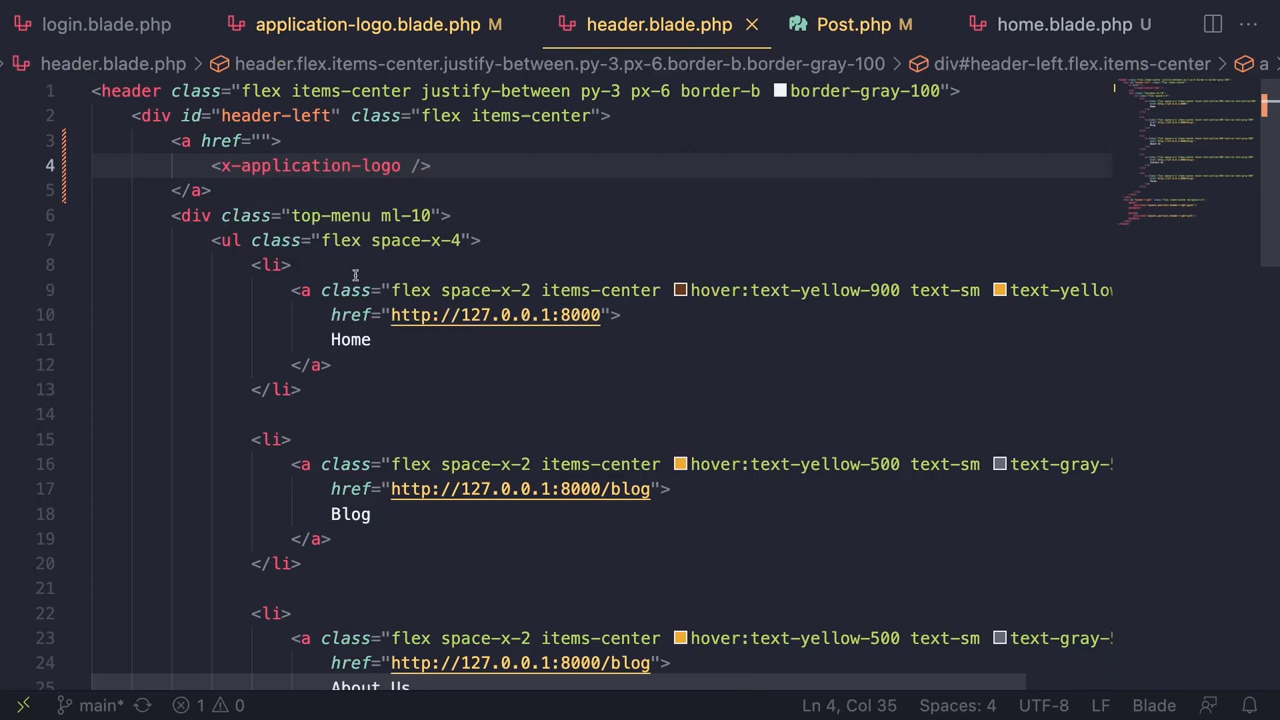 login.blade.php application-logo.blade.php M header.blade.php Post.php M home.blade.php U
header.blade.php > header.flex.items-center.justify-between.py-3.px-6.border-b.border-gray-100 > div#header-left.flex.items-center > a
1 <header class="flex items-center justify-between py-3 px-6 border-b border-gray-100">
2 <div id="header-left" class="flex items-center">
3 <a href="">
4 <x-application-logo />
5 </a>
6 <div class="top-menu ml-10">
7 <ul class="flex space-x-4">
8 <li>
9 <a class="flex space-x-2 items-center hover:text-yellow-900 text-sm text-yellow
10 href="http://127.0.0.1:8000">
11 Home
12 </a>
13 </li>
14
15 <li>
16 <a class="flex space-x-2 items-center hover:text-yellow-500 text-sm text-gray-5
17 href="http://127.0.0.1:8000/blog">
18 Blog
19 </a>
20 </li>
21
22 <li>
23 <a class="flex space-x-2 items-center hover:text-yellow-500 text-sm text-gray-5
24 href="http://127.0.0.1:8000/blog">
25 About Us
main* 1 0 Ln 4, Col 35 Spaces: 4 UTF-8 LF Blade